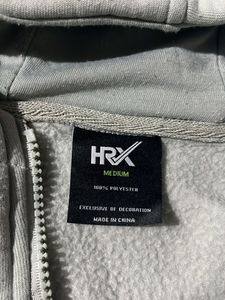 HRX
MEDIUM
100% POLYESTER
EXCLUSIVE OF DECORATION
MADE IN CHINA